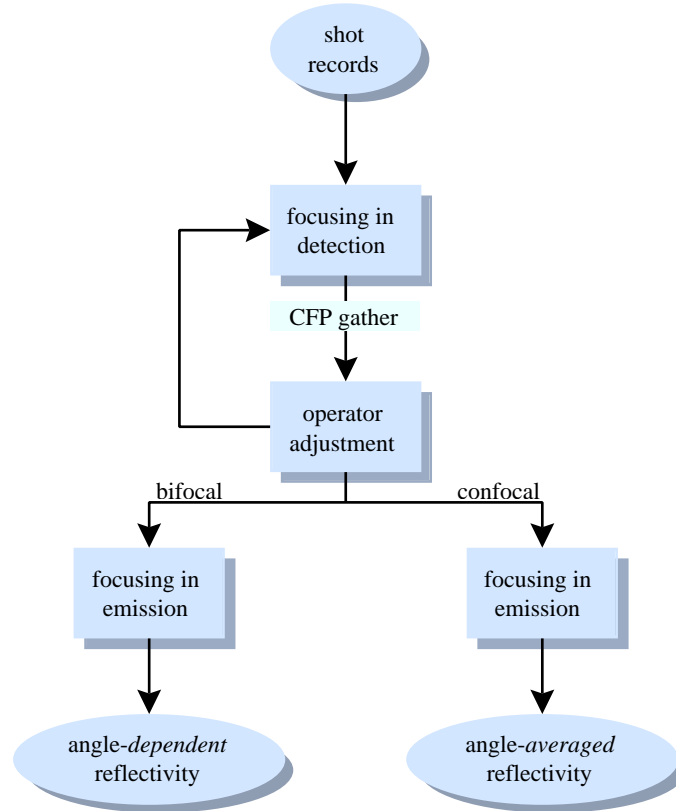 shot
records
focusing in
detection
CFP gather
operator
adjustment
bifocal
confocal
focusing in
emission
focusing in
emission
angle-dependent
reflectivity
angle-averaged
reflectivity